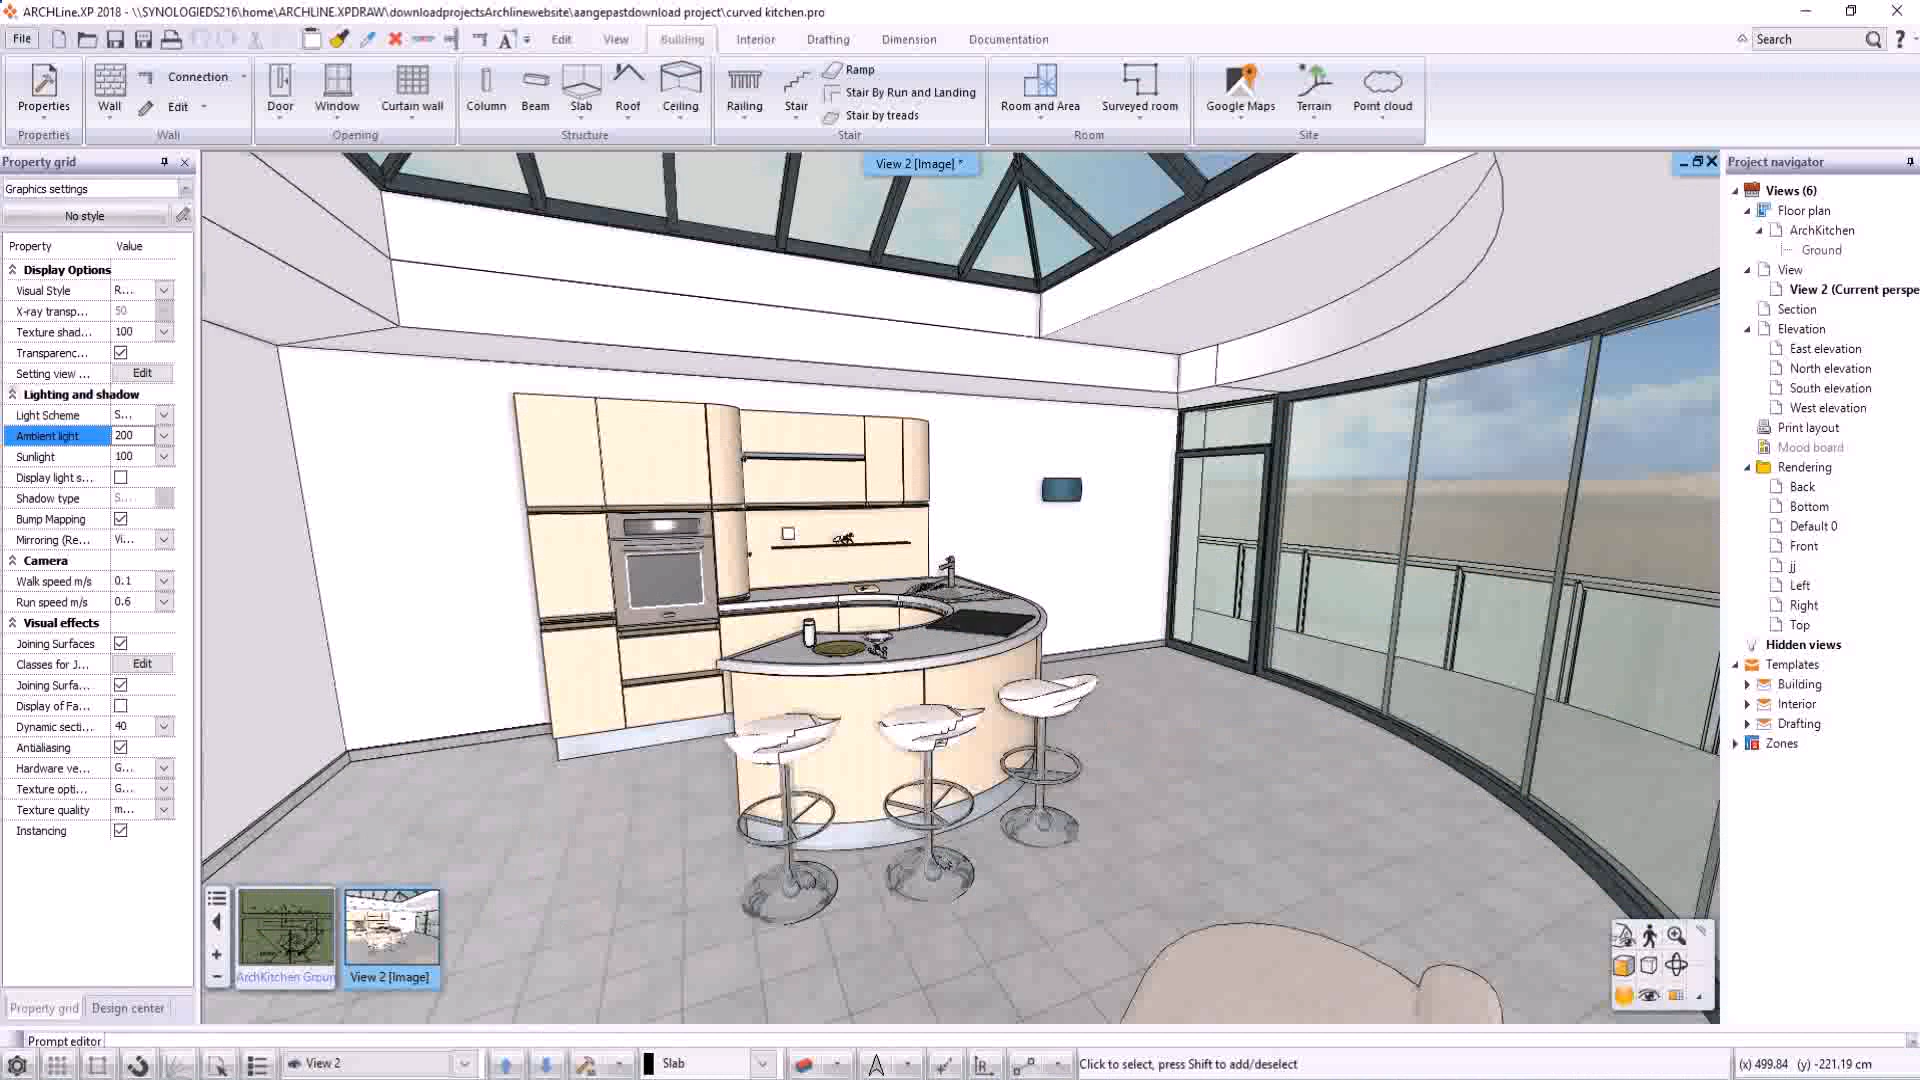 ARCHLine.XP 2018 - \\SYNOLOGIEDS216\home\ARCHLINE.XPDRAW\downloadprojectsArchlinewebsite\aangepastdownload project\curved kitchen.pro
File
Edit View Building Interior Drafting Dimension Documentation
Search
Properties
Wall
Connection
Edit
Door
Window
Curtain wall
Column
Beam
Slab
Roof
Ceiling
Railing
Stair
Ramp
Stair By Run and Landing
Stair by treads
Room and Area
Surveyed room
Google Maps
Terrain
Point cloud
Properties Wall Opening Structure Stair Room Site
Property grid
Graphics settings
No style
Property Value
Display Options
Visual Style R...
X-ray transp... 50
Texture shad... 100
Transparenc...
Setting view ... Edit
Lighting and shadow
Light Scheme S...
Ambient light 200
Sunlight 100
Display light s...
Shadow type S...
Bump Mapping
Mirroring (Re... Vi...
Camera
Walk speed m/s 0.1
Run speed m/s 0.6
Visual effects
Joining Surfaces
Classes for J... Edit
Joining Surfa...
Display of Fa...
Dynamic secti... 40
Antialiasing
Hardware ve... G...
Texture opti... G...
Texture quality m...
Instancing
Property grid Design center
View 2 [Image] *
ArchKitchen Groun
View 2 [Image]
Project navigator
Views (6)
Floor plan
ArchKitchen
Ground
View
View 2 (Current perspe
Section
Elevation
East elevation
North elevation
South elevation
West elevation
Print layout
Mood board
Rendering
Back
Bottom
Default 0
Front
jj
Left
Right
Top
Hidden views
Templates
Building
Interior
Drafting
Zones
Prompt editor
View 2
Slab
Click to select, press Shift to add/deselect
(x) 499.84 (y) -221.19 cm